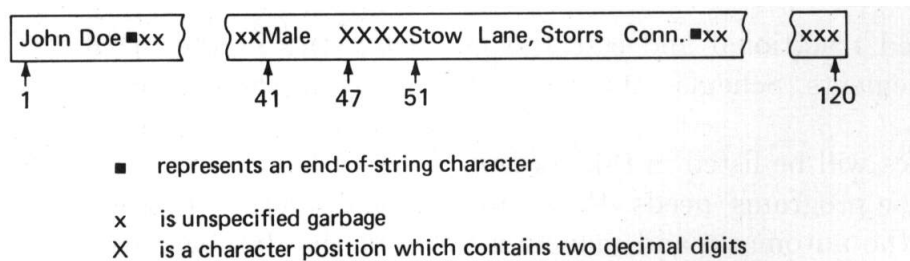 John Doe■xx xxMale XXXXStow Lane, Storrs Conn.■xx xxx
1 41 47 51 120
■ represents an end-of-string character
x is unspecified garbage
X is a character position which contains two decimal digits